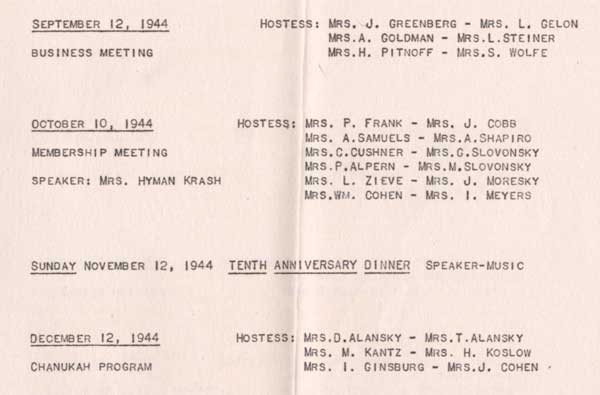 SEPTEMBER 12, 1944 HOSTESS: MRS. J. GREENBERG - MRS. L. GELON
MRS.A. GOLDMAN - MRS.L.STEINER
BUSINESS MEETING MRS.H. PITNOFF - MRS.S. WOLFE
OCTOBER 10, 1944 HOSTESS: MRS. P. FRANK - MRS. J. COBB
MRS. A.SAMUELS - MRS.A.SHAPIRO
MEMBERSHIP MEETING MRS.C.CUSHNER - MRS.G.SLOVONSKY
MRS.P.ALPERN - MRS.M.SLOVONSKY
SPEAKER: MRS. HYMAN KRASH MRS. L. ZIEVE - MRS. J. MORESKY
MRS.WM. COHEN - MRS. I. MEYERS
SUNDAY NOVEMBER 12, 1944 TENTH ANNIVERSARY DINNER SPEAKER-MUSIC
DECEMBER 12, 1944 HOSTESS: MRS.D.ALANSKY - MRS.T.ALANSKY
MRS. M. KANTZ - MRS. H. KOSLOW
CHANUKAH PROGRAM MRS. I. GINSBURG - MRS.J. COHEN